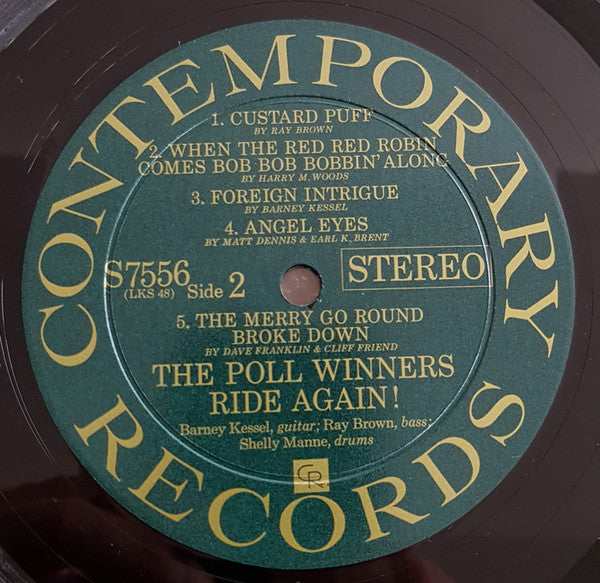 CONTEMPORARY
1. CUSTARD PUFF
BY RAY BROWN
2. WHEN THE RED RED ROBIN
COMES BOB BOB BOBBIN' ALONG
BY HARRY M. WOODS
3. FOREIGN INTRIGUE
BY BARNEY KESSEL
4. ANGEL EYES
BY MATT DENNIS & EARL K. BRENT
S7556
(LKS 48) Side 2
STEREO
5. THE MERRY GO ROUND
BROKE DOWN
BY DAVE FRANKLIN & CLIFF FRIEND
THE POLL WINNERS
RIDE AGAIN!
Barney Kessel, guitar; Ray Brown, bass;
Shelly Manne, drums
CR
RECORDS